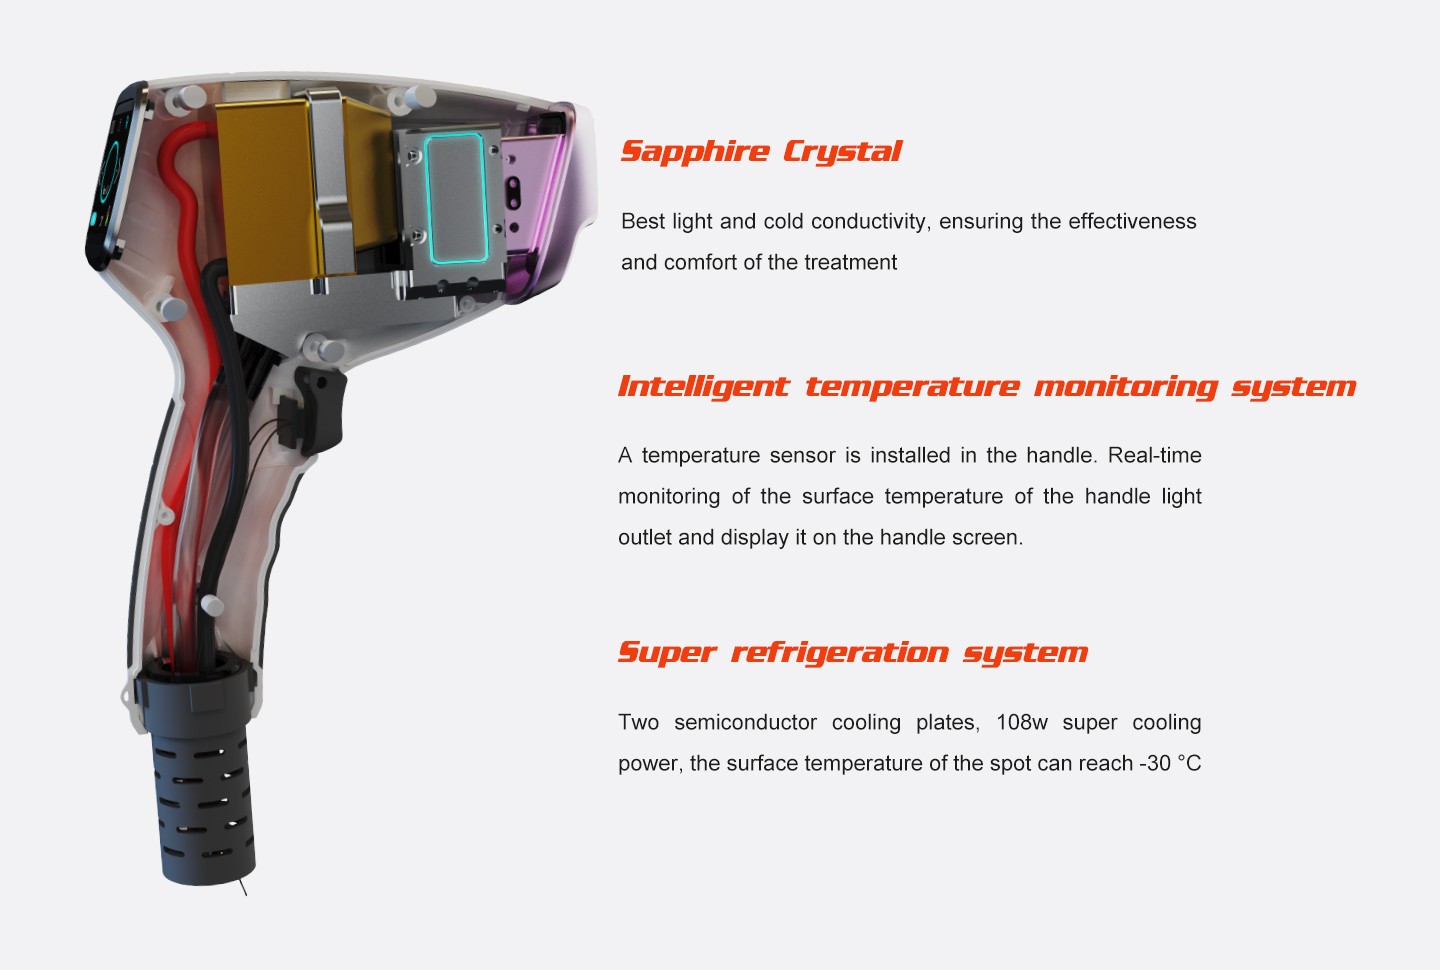 Sapphire Crystal
Best light and cold conductivity, ensuring the effectiveness
and comfort of the treatment
Intelligent temperature monitoring system
A temperature sensor is installed in the handle. Real-time
monitoring of the surface temperature of the handle light
outlet and display it on the handle screen.
Super refrigeration system
Two semiconductor cooling plates, 108w super cooling
power, the surface temperature of the spot can reach -30 °C